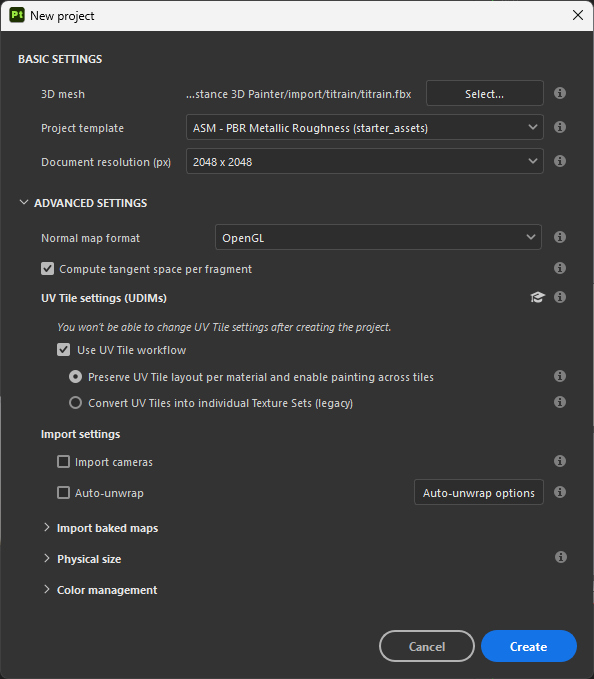 Pt New project
BASIC SETTINGS
3D mesh ...stance 3D Painter/import/titrain/titrain.fbx Select...
Project template ASM - PBR Metallic Roughness (starter_assets)
Document resolution (px) 2048 x 2048
ADVANCED SETTINGS
Normal map format OpenGL
Compute tangent space per fragment
UV Tile settings (UDIMs)
You won't be able to change UV Tile settings after creating the project.
Use UV Tile workflow
Preserve UV Tile layout per material and enable painting across tiles
Convert UV Tiles into individual Texture Sets (legacy)
Import settings
Import cameras
Auto-unwrap Auto-unwrap options
Import baked maps
Physical size
Color management
Cancel Create